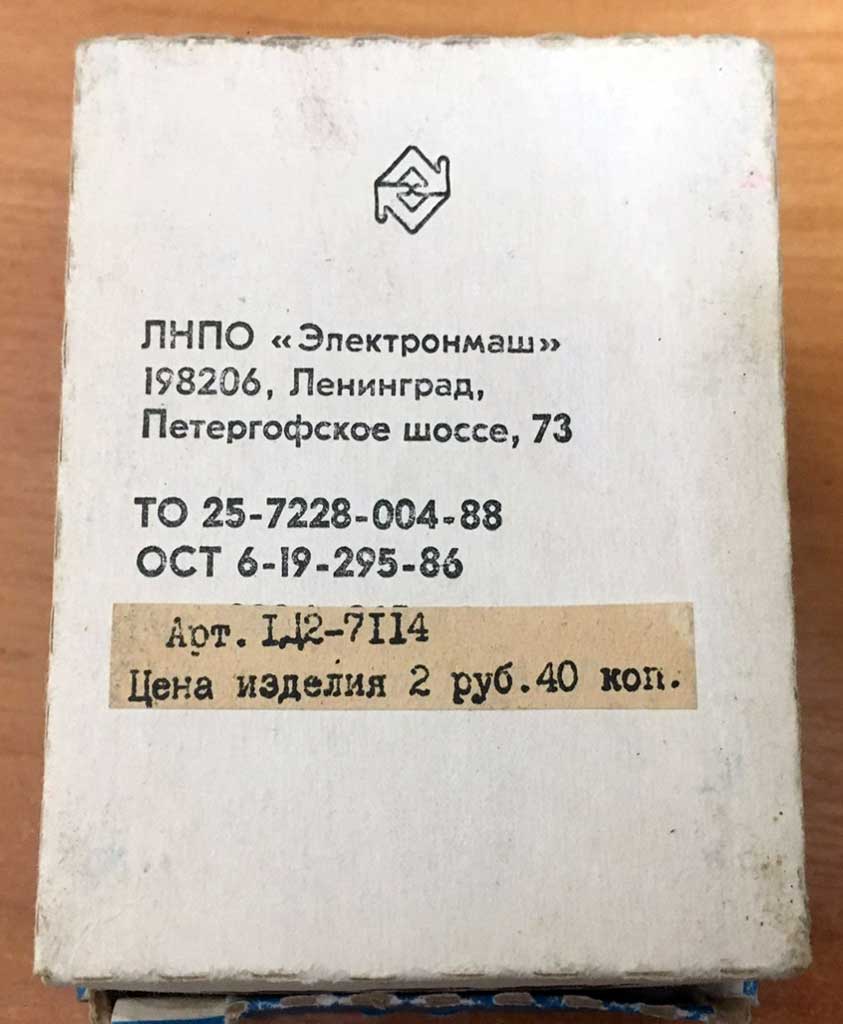 ЛНПО «Электронмаш»
198206, Ленинград,
Петергофское шоссе, 73
ТО 25-7228-004-88
ОСТ 6-19-295-86
Арт. IД2-7II4
Цена изделия 2 руб.40 коп.